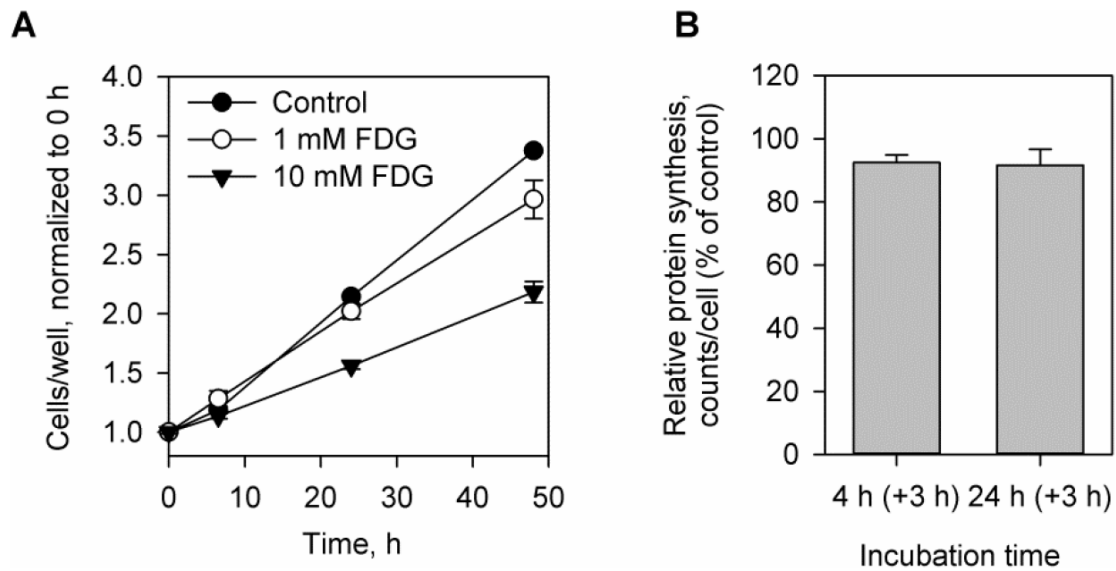 A
Cells/well, normalized to 0 h
4.0
3.5
3.0
2.5
2.0
1.5
1.0
Control
1 mM FDG
10 mM FDG
0 10 20 30 40 50
Time, h
B
Relative protein synthesis,
counts/cell (% of control)
120
100
80
60
40
20
0
4 h (+3 h) 24 h (+3 h)
Incubation time